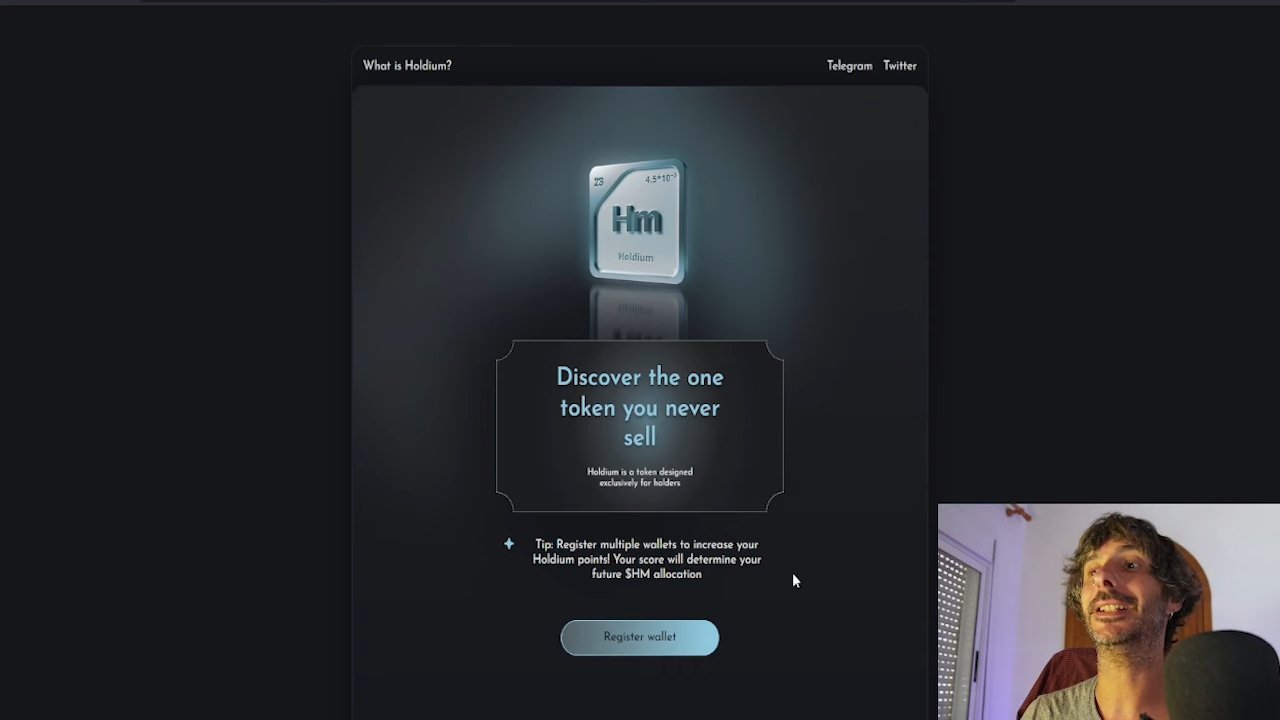 What is Holdium?
Telegram Twitter
23 4.5*10⁻³
Hm
Holdium
Discover the one
token you never
sell
Holdium is a token designed
exclusively for holders
Tip: Register multiple wallets to increase your
Holdium points! Your score will determine your
future $HM allocation
Register wallet